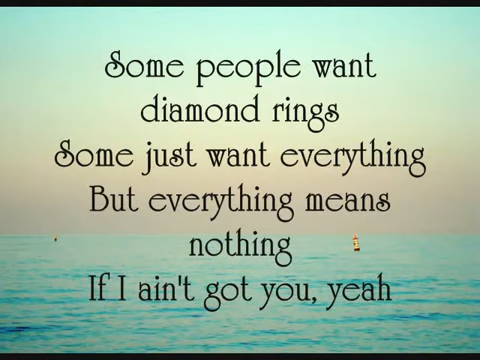 Some people want
diamond rings
Some just want everything
But everything means
nothing
If I ain't got you, yeah